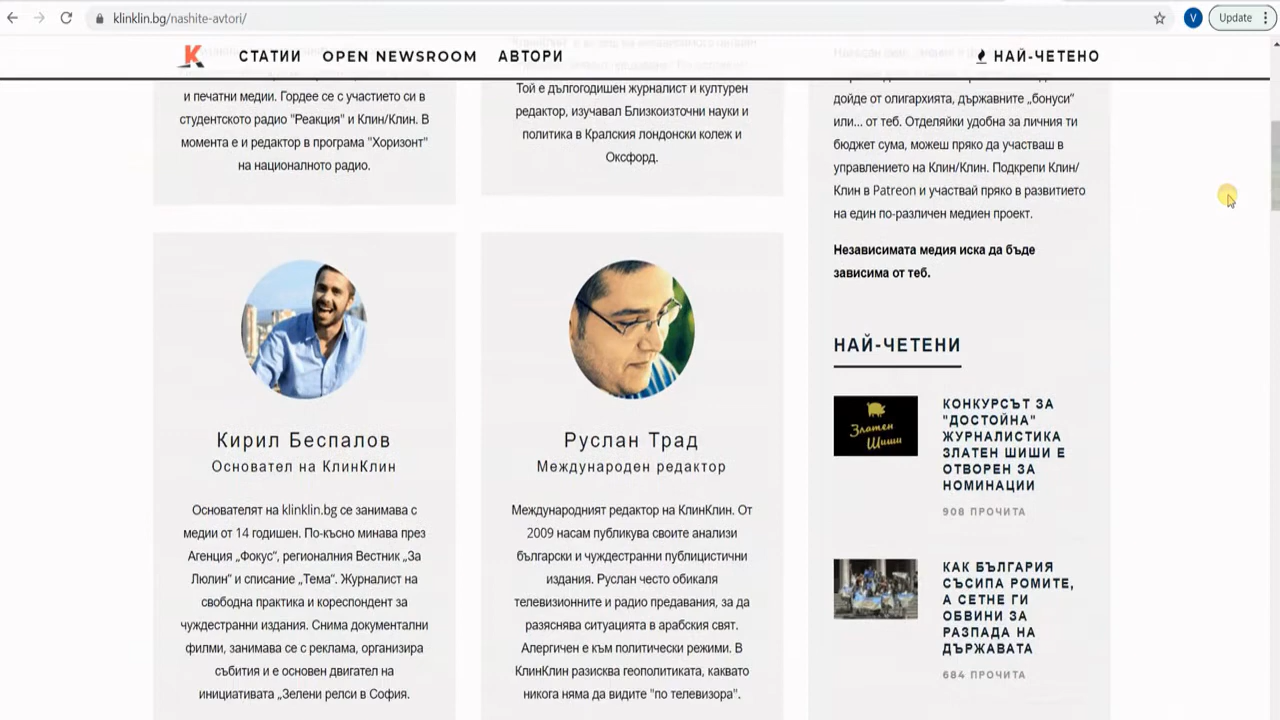 klinklin.bg/nashite-avtori/
V
Update
K
СТАТИИ
OPEN NEWSROOM
АВТОРИ
НАЙ-ЧЕТЕНО
и печатни медии. Гордее се с участието си в
студентското радио "Реакция" и Клин/Клин. В
момента е и редактор в програма "Хоризонт"
на националното радио.
Той е дългогодишен журналист и културен
редактор, изучавал Близкоизточни науки и
политика в Кралския лондонски колеж и
Оксфорд.
дойде от олигархията, държавните „бонуси“
или... от теб. Отделяйки удобна за личния ти
бюджет сума, можеш пряко да участваш в
управлението на Клин/Клин. Подкрепи Клин/
Клин в Patreon и участвай пряко в развитието
на един по-различен медиен проект.
Независимата медия иска да бъде
зависима от теб.
Кирил Беспалов
Основател на КлинКлин
Основателят на klinklin.bg се занимава с
медии от 14 годишен. По-късно минава през
Агенция „Фокус“, регионалния Вестник „За
Люлин“ и списание „Тема“. Журналист на
свободна практика и кореспондент за
чуждестранни издания. Снима документални
филми, занимава се с реклама, организира
събития и е основен двигател на
инициативата „Зелени релси в София.
Руслан Трад
Международен редактор
Международният редактор на КлинКлин. От
2009 насам публикува своите анализи
български и чуждестранни публицистични
издания. Руслан често обикаля
телевизионните и радио предавания, за да
разяснява ситуацията в арабския свят.
Алергичен е към политически режими. В
КлинКлин разисква геополитиката, каквато
никога няма да видите "по телевизора".
НАЙ-ЧЕТЕНИ
Златен
Шиши
КОНКУРСЪТ ЗА
"ДОСТОЙНА"
ЖУРНАЛИСТИКА
ЗЛАТЕН ШИШИ Е
ОТВОРЕН ЗА
НОМИНАЦИИ
908 ПРОЧИТА
КАК БЪЛГАРИЯ
СЪСИПА РОМИТЕ,
А СЕТНЕ ГИ
ОБВИНИ ЗА
РАЗПАДА НА
ДЪРЖАВАТА
684 ПРОЧИТА